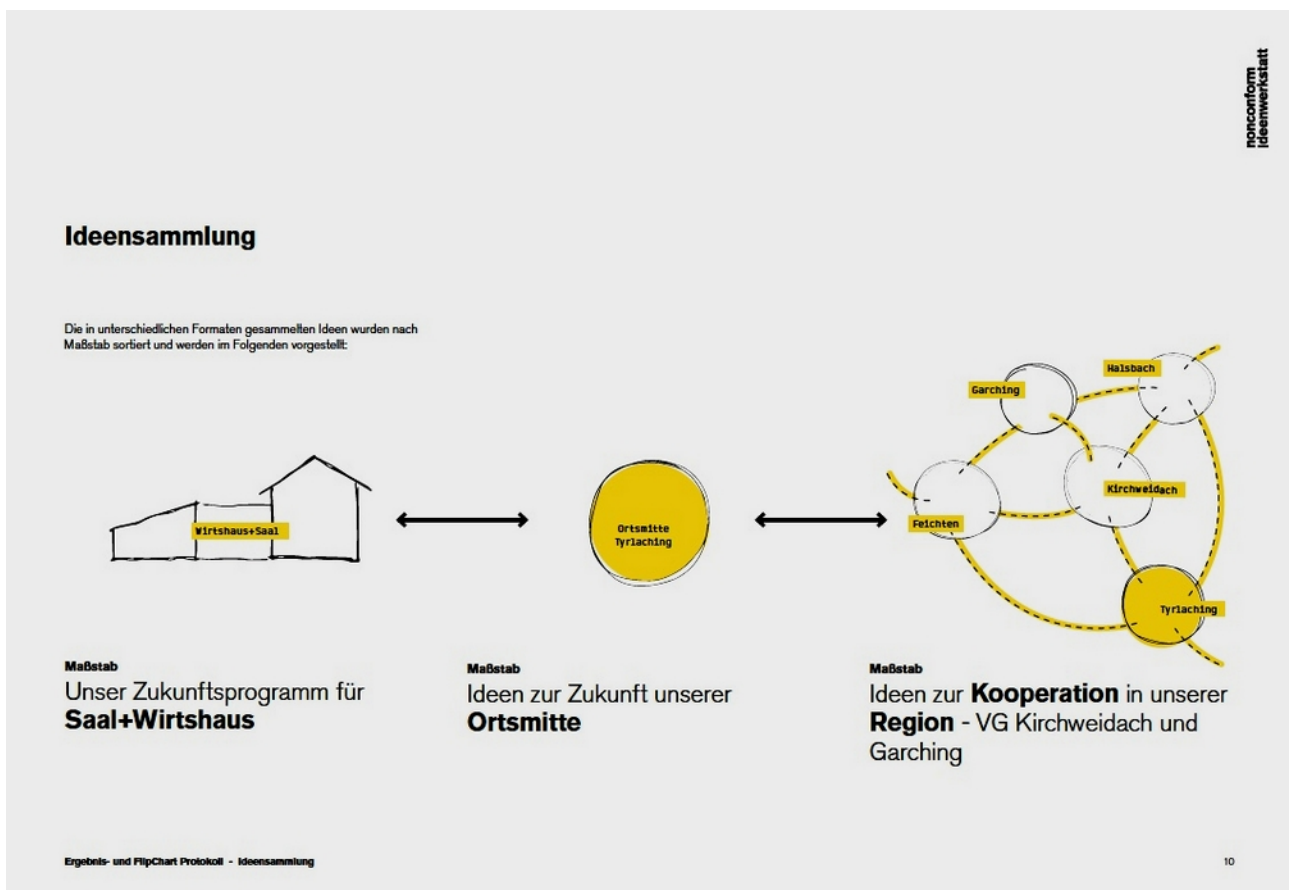 nonconform
ideenwerkstatt
Ideensammlung
Die in unterschiedlichen Formaten gesammelten Ideen wurden nach
Maßstab sortiert und werden im Folgenden vorgestellt:
Wirtshaus+Saal
Ortsmitte
Tyrlaching
Garching
Halsbach
Kirchweidach
Feichten
Tyrlaching
Maßstab
Unser Zukunftsprogramm für
Saal+Wirtshaus
Maßstab
Ideen zur Zukunft unserer
Ortsmitte
Maßstab
Ideen zur Kooperation in unserer
Region - VG Kirchweidach und
Garching
Ergebnis- und FlipChart Protokoll - Ideensammlung
10